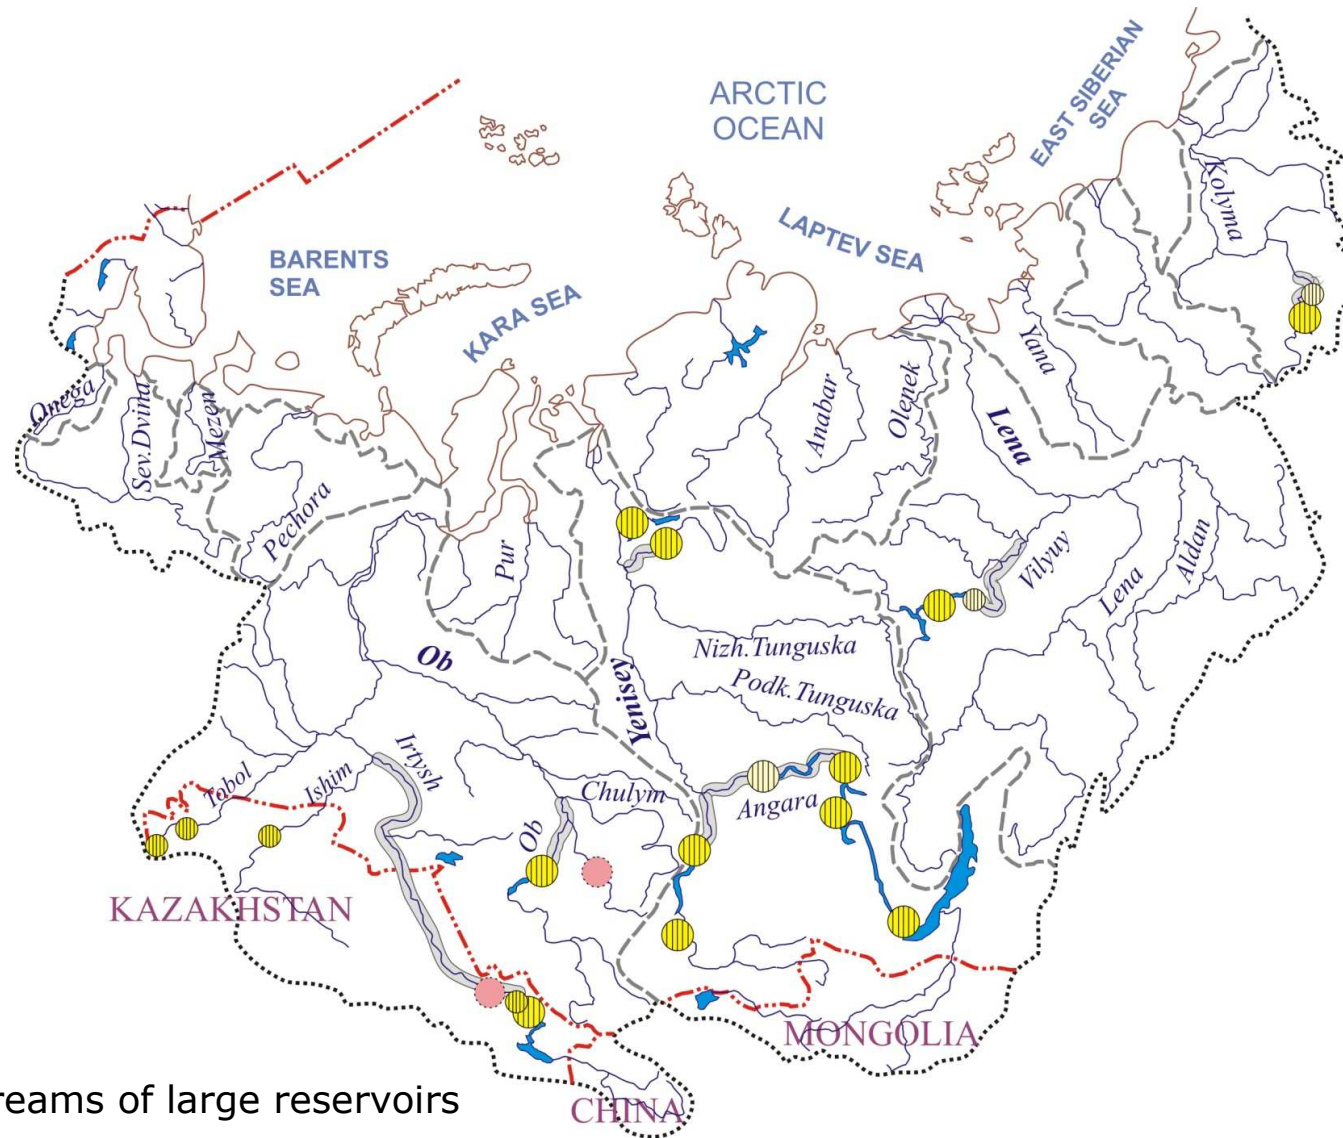 ARCTIC
OCEAN
EAST SIBERIAN
SEA
LAPTEV SEA
BARENTS
SEA
KARA SEA
Kolyma
Yana
Lena
Olenek
Anabar
Onega
Sev.Dvina
Mezen
Pechora
Pur
Ob
Yenisey
Nizh.Tunguska
Podk.Tunguska
Vilyuy
Lena
Aldan
Irtysh
Tobol
Ishim
Ob
Chulym
Angara
KAZAKHSTAN
MONGOLIA
CHINA
reams of large reservoirs